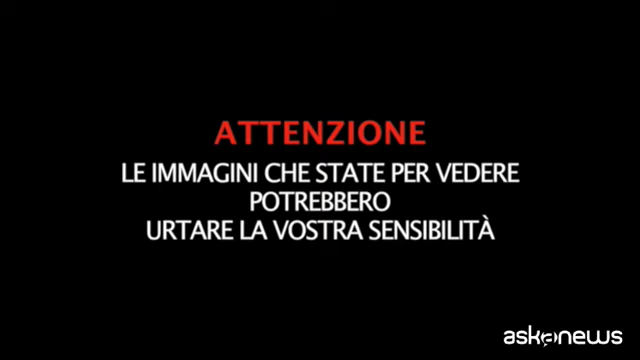 ATTENZIONE
LE IMMAGINI CHE STATE PER VEDERE
POTREBBERO
URTARE LA VOSTRA SENSIBILITÀ
askanews